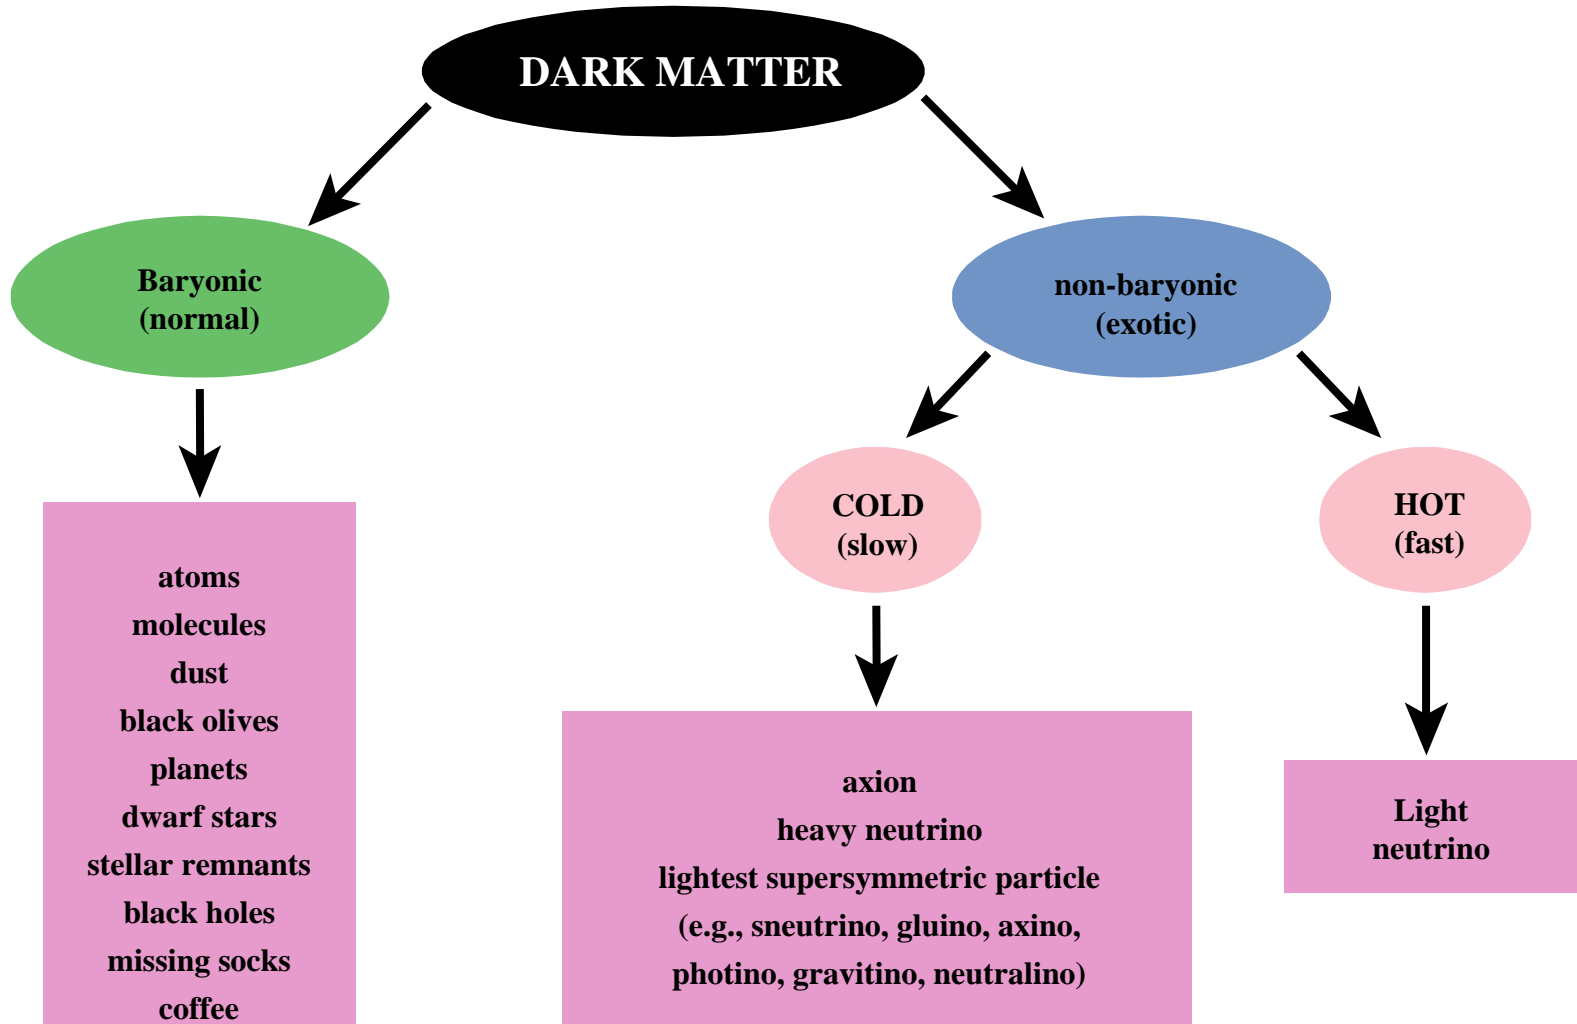 DARK MATTER
Baryonic
(normal)
non-baryonic
(exotic)
COLD
(slow)
HOT
(fast)
atoms
molecules
dust
black olives
planets
dwarf stars
stellar remnants
black holes
missing socks
coffee
axion
heavy neutrino
lightest supersymmetric particle
(e.g., sneutrino, gluino, axino,
photino, gravitino, neutralino)
Light
neutrino